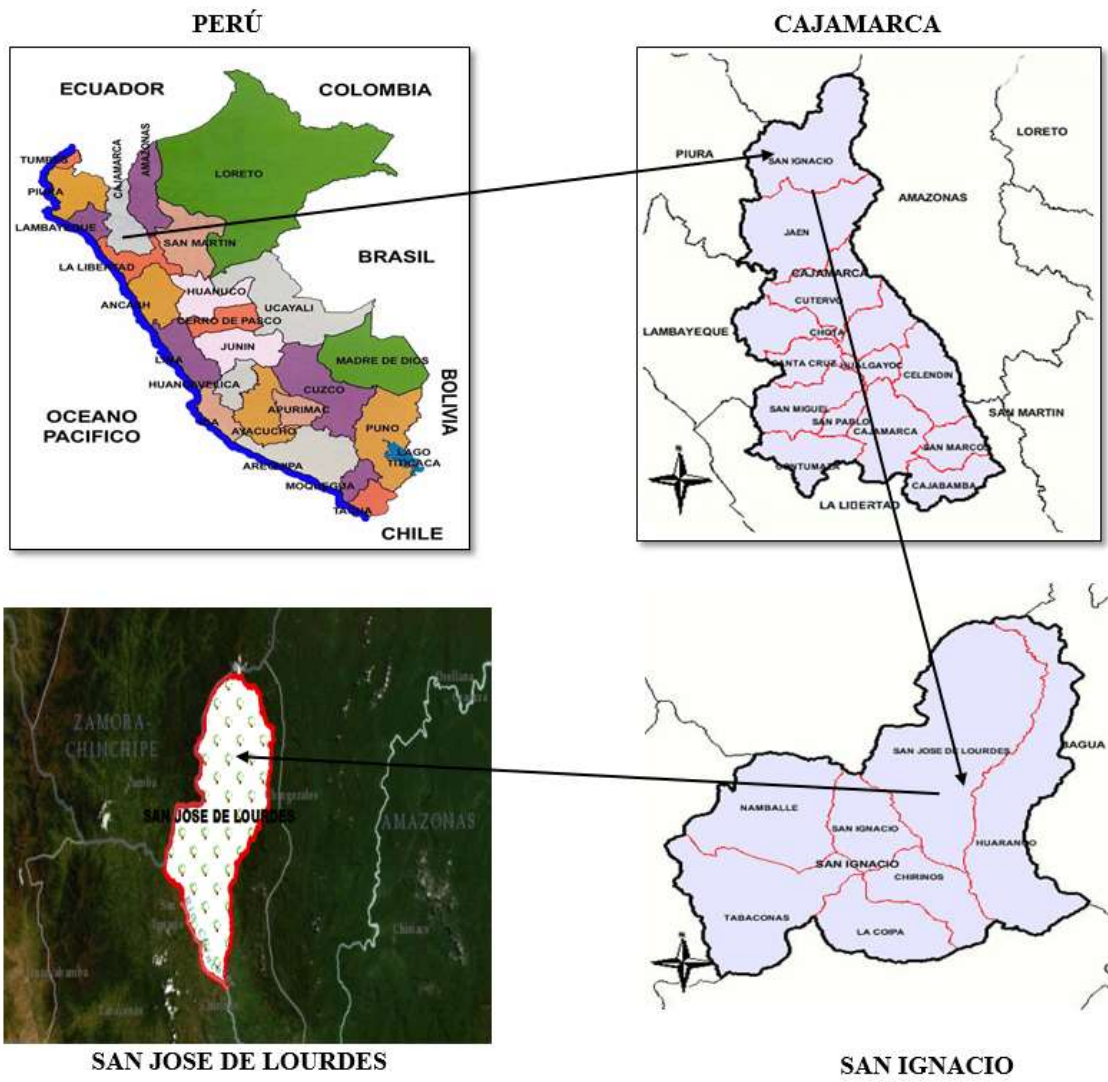 PERÚ
ECUADOR
COLOMBIA
TUMBES
PIURA
CAJAMARCA
AMAZONAS
LORETO
LAMBAYEQUE
SAN MARTIN
LA LIBERTAD
BRASIL
HUANUCO
ANCASH
UCAYALI
CERRO DE PASCO
JUNIN
LIMA
MADRE DE DIOS
HUANCAVELICA
CUZCO
BOLIVIA
OCEANO
PACIFICO
APURIMAC
AYACUCHO
PUNO
LAGO
TITICACA
AREQUIPA
MOQUEGUA
TACNA
CHILE
CAJAMARCA
LORETO
PIURA
SAN IGNACIO
AMAZONAS
JAEN
CAJAMARCA
CUTERVO
LAMBAYEQUE
CHOTA
SANTA CRUZ
HUALGAYOC
CELENDIN
SAN MIGUEL
SAN PABLO
SAN MARTIN
CAJAMARCA
SAN MARCOS
CONTUMAZA
CAJABAMBA
LA LIBERTAD
ZAMORA-
CHINCHIPE
SAN JOSE DE LOURDES
AMAZONAS
SAN JOSE DE LOURDES
SAN JOSE DE LOURDES
BAGUA
NAMBALLE
SAN IGNACIO
HUARANGO
SAN IGNACIO
CHIRINOS
TABACONAS
LA COIPA
SAN IGNACIO